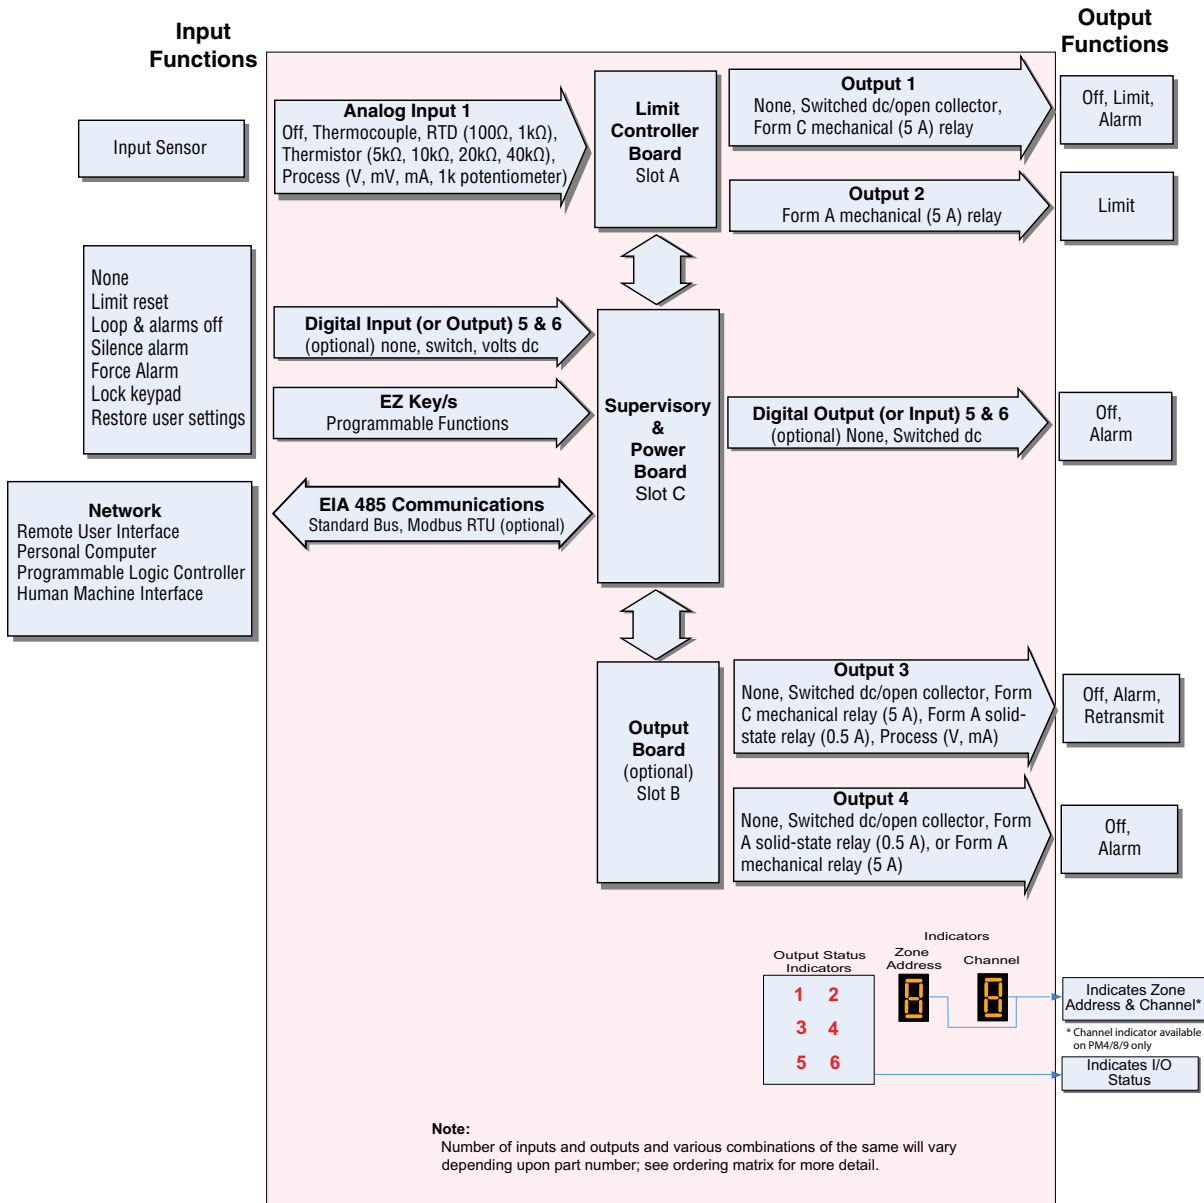 Input
Functions
Output
Functions
Input Sensor
Analog Input 1
Off, Thermocouple, RTD (100Ω, 1kΩ),
Thermistor (5kΩ, 10kΩ, 20kΩ, 40kΩ),
Process (V, mV, mA, 1k potentiometer)
Limit
Controller
Board
Slot A
Output 1
None, Switched dc/open collector,
Form C mechanical (5 A) relay
Off, Limit,
Alarm
Output 2
Form A mechanical (5 A) relay
Limit
None
Limit reset
Loop & alarms off
Silence alarm
Force Alarm
Lock keypad
Restore user settings
Digital Input (or Output) 5 & 6
(optional) none, switch, volts dc
EZ Key/s
Programmable Functions
Supervisory
&
Power
Board
Slot C
Digital Output (or Input) 5 & 6
(optional) None, Switched dc
Off,
Alarm
Network
Remote User Interface
Personal Computer
Programmable Logic Controller
Human Machine Interface
EIA 485 Communications
Standard Bus, Modbus RTU (optional)
Output
Board
(optional)
Slot B
Output 3
None, Switched dc/open collector, Form
C mechanical relay (5 A), Form A solid-
state relay (0.5 A), Process (V, mA)
Off, Alarm,
Retransmit
Output 4
None, Switched dc/open collector, Form
A solid-state relay (0.5 A), or Form A
mechanical relay (5 A)
Off,
Alarm
Indicators
Output Status
Indicators
Zone
Address
Channel
1 2
3 4
5 6
8
8
Indicates Zone
Address & Channel*
* Channel indicator available
on PM4/8/9 only
Indicates I/O
Status
Note:
Number of inputs and outputs and various combinations of the same will vary
depending upon part number; see ordering matrix for more detail.